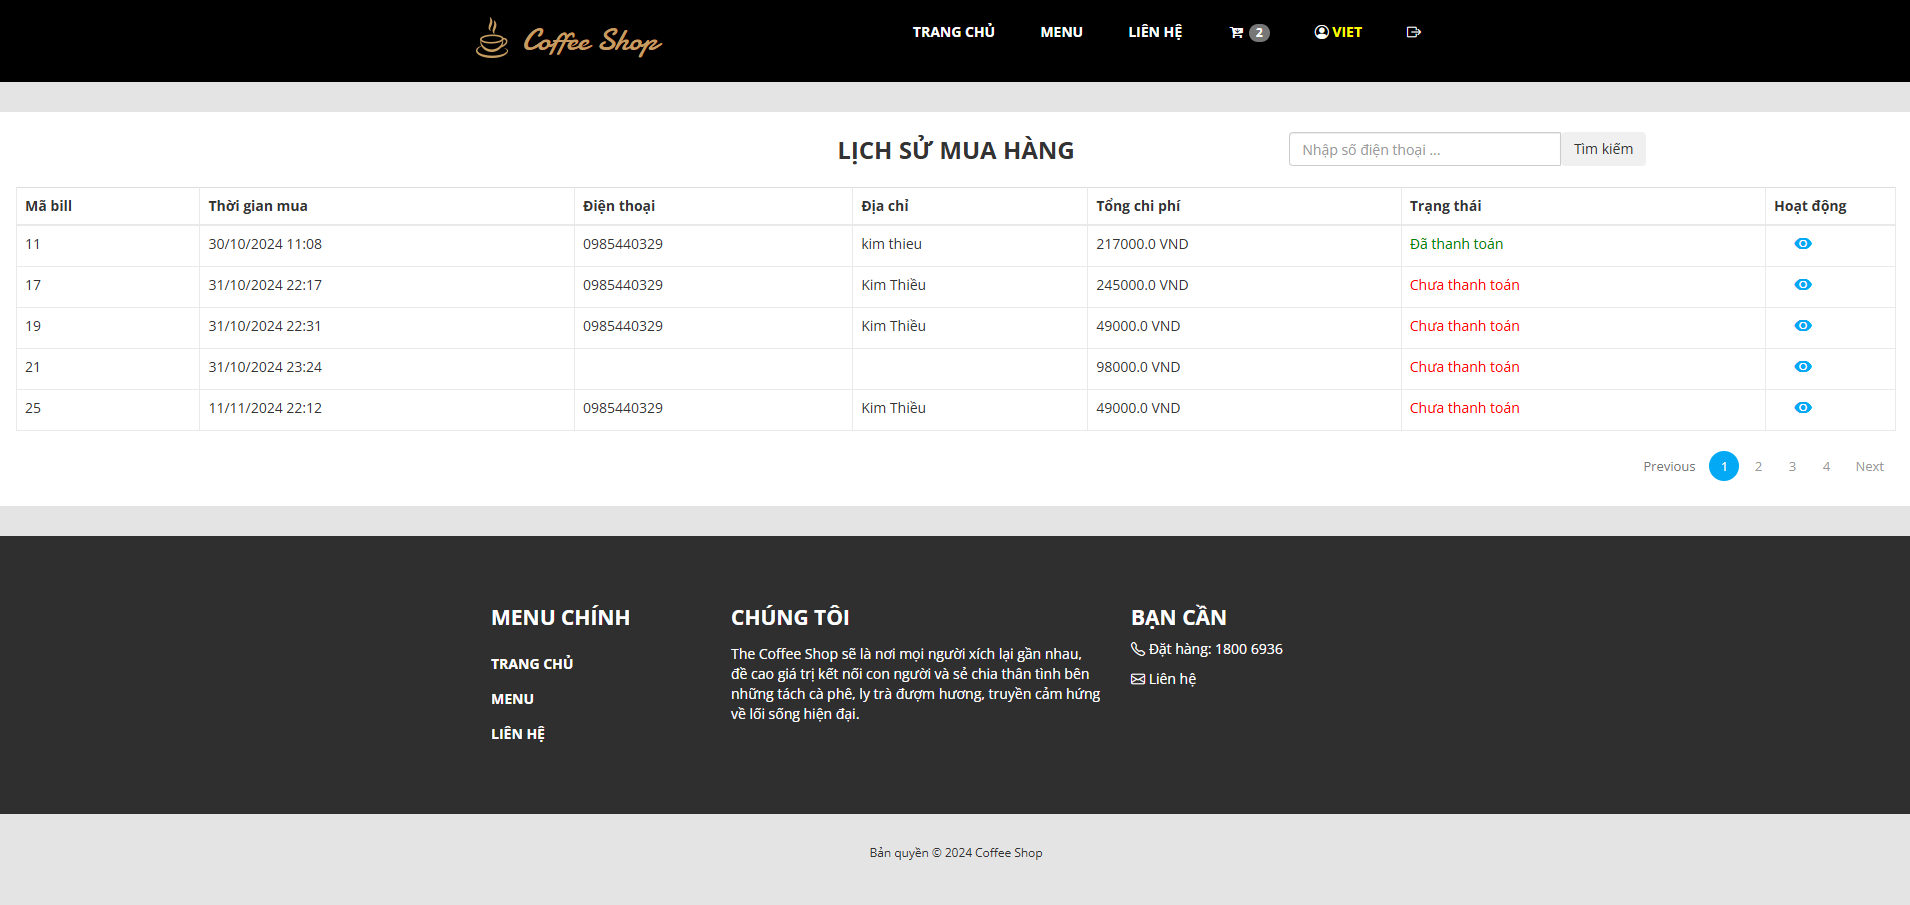 Coffee Shop TRANG CHỦ MENU LIÊN HỆ 2 VIET
LỊCH SỬ MUA HÀNG Nhập số điện thoại ... Tìm kiếm
Mã bill Thời gian mua Điện thoại Địa chỉ Tổng chi phí Trạng thái Hoạt động
11 30/10/2024 11:08 0985440329 kim thieu 217000.0 VND Đã thanh toán
17 31/10/2024 22:17 0985440329 Kim Thiều 245000.0 VND Chưa thanh toán
19 31/10/2024 22:31 0985440329 Kim Thiều 49000.0 VND Chưa thanh toán
21 31/10/2024 23:24 98000.0 VND Chưa thanh toán
25 11/11/2024 22:12 0985440329 Kim Thiều 49000.0 VND Chưa thanh toán
Previous 1 2 3 4 Next
MENU CHÍNH
TRANG CHỦ
MENU
LIÊN HỆ
CHÚNG TÔI
The Coffee Shop sẽ là nơi mọi người xích lại gần nhau,
đề cao giá trị kết nối con người và sẻ chia thân tình bên
những tách cà phê, ly trà đượm hương, truyền cảm hứng
về lối sống hiện đại.
BẠN CẦN
Đặt hàng: 1800 6936
Liên hệ
Bản quyền © 2024 Coffee Shop